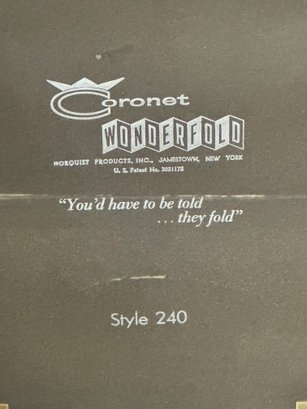 Coronet
WONDERFOLD
NORQUIST PRODUCTS, INC., JAMESTOWN, NEW YORK
U. S. Patent No. 3021175
"You'd have to be told
. . . they fold"
Style 240